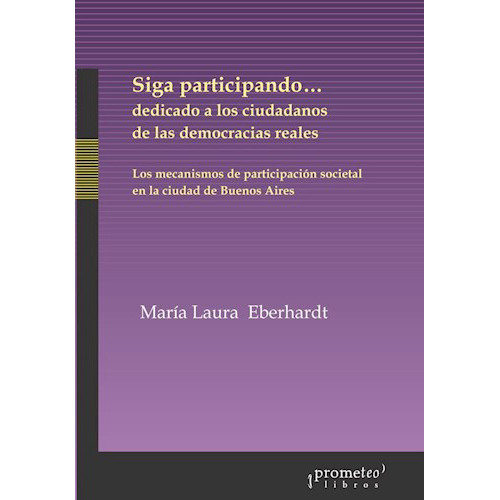 Siga participando...
dedicado a los ciudadanos
de las democracias reales
Los mecanismos de participación societal
en la ciudad de Buenos Aires
María Laura Eberhardt
prometeo
libros